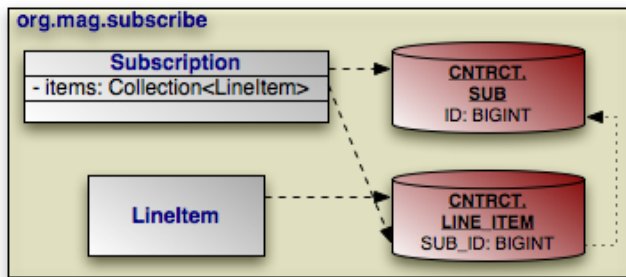 org.mag.subscribe
Subscription
- items: Collection<LineItem>
CNTRCT.
SUB
ID: BIGINT
LineItem
CNTRCT.
LINE_ITEM
SUB_ID: BIGINT